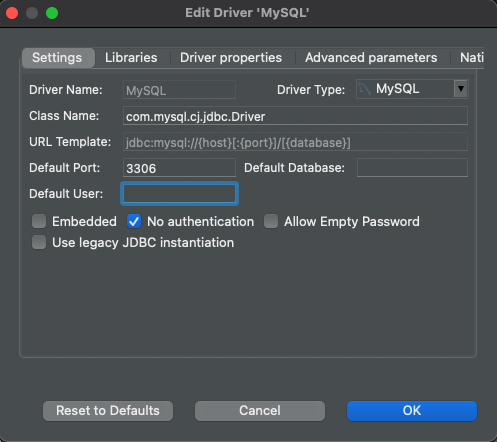 Edit Driver 'MySQL'
Settings Libraries Driver properties Advanced parameters Nati
Driver Name: MySQL Driver Type: MySQL
Class Name: com.mysql.cj.jdbc.Driver
URL Template: jdbc:mysql://{host}[:{port}]/[{database}]
Default Port: 3306 Default Database:
Default User:
Embedded No authentication Allow Empty Password
Use legacy JDBC instantiation
Reset to Defaults Cancel OK